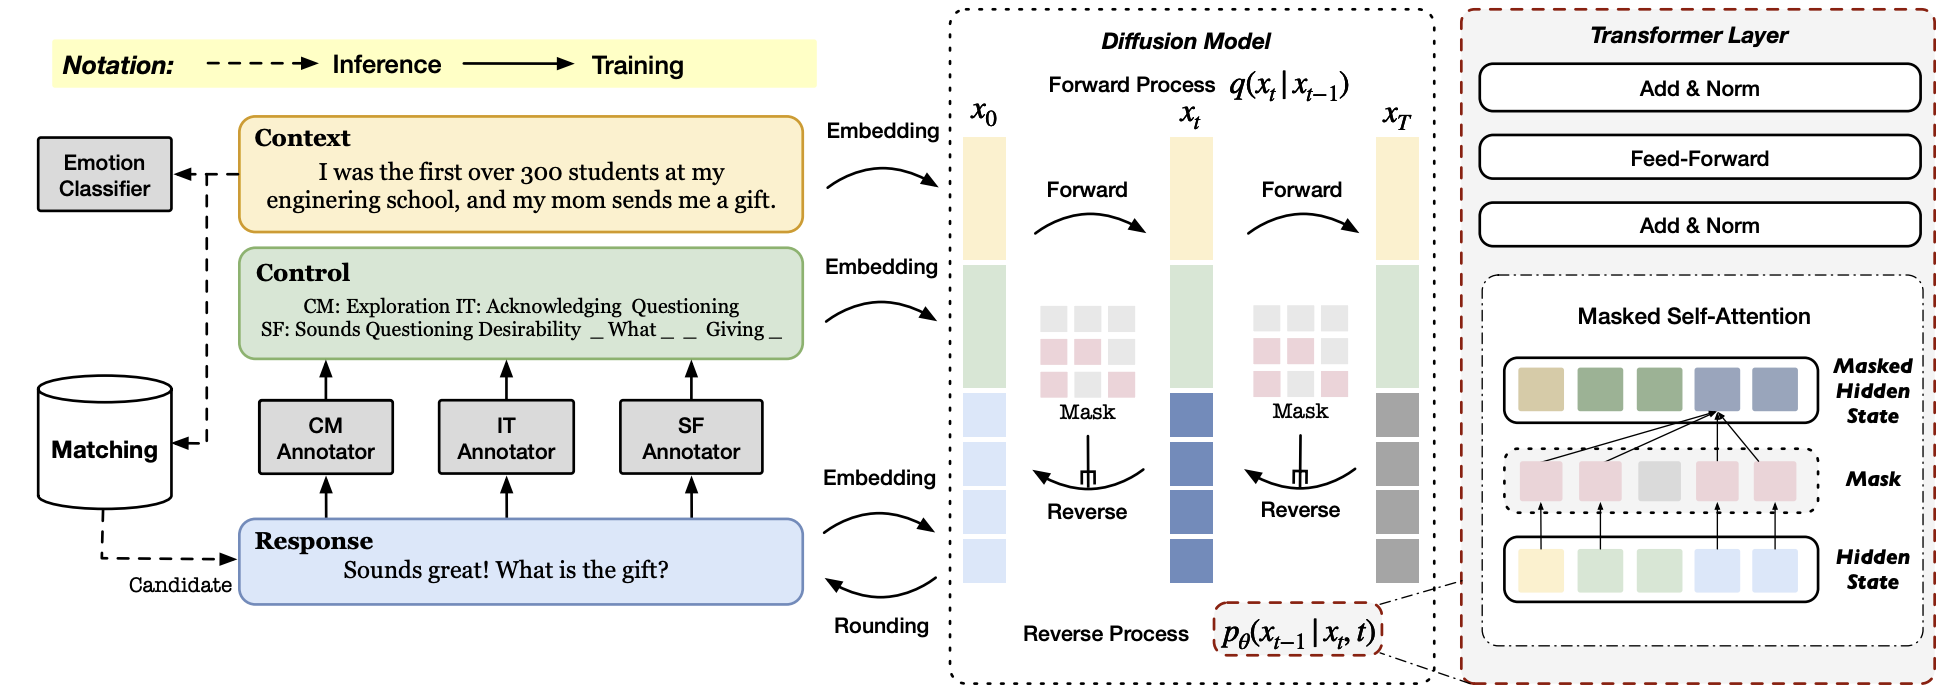 Notation: Inference Training
Emotion
Classifier
Context
I was the first over 300 students at my
enginering school, and my mom sends me a gift.
Control
CM: Exploration IT: Acknowledging Questioning
SF: Sounds Questioning Desirability _ What _ _ Giving _
CM
Annotator
IT
Annotator
SF
Annotator
Matching
Candidate
Response
Sounds great! What is the gift?
Embedding
Embedding
Embedding
Rounding
Diffusion Model
Forward Process q(x_t | x_{t−1})
x_0 x_t x_T
Forward Forward
Mask Mask
Reverse Reverse
Reverse Process p_θ(x_{t−1} | x_t, t)
Transformer Layer
Add & Norm
Feed-Forward
Add & Norm
Masked Self-Attention
Masked
Hidden
State
Mask
Hidden
State